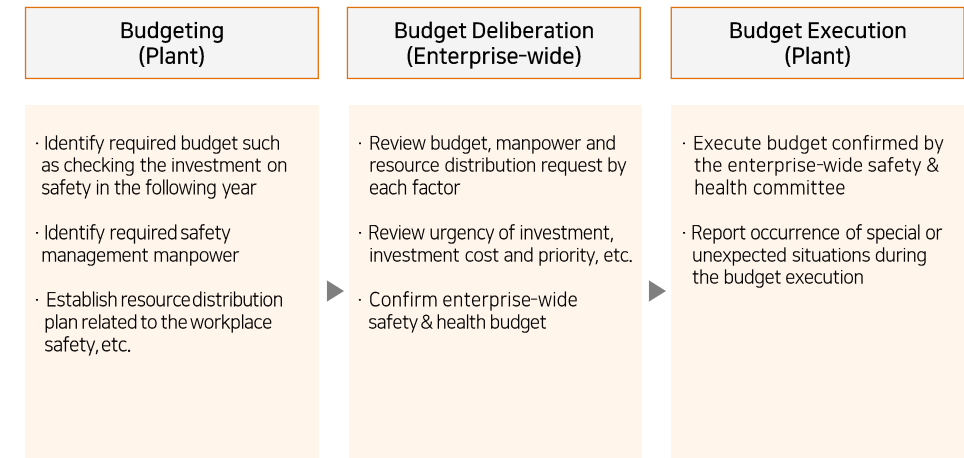 Budgeting
(Plant)
· Identify required budget such
as checking the investment on
safety in the following year
· Identify required safety
management manpower
· Establish resource distribution
plan related to the workplace
safety, etc.
Budget Deliberation
(Enterprise-wide)
· Review budget, manpower and
resource distribution request by
each factor
· Review urgency of investment,
investment cost and priority, etc.
· Confirm enterprise-wide
safety & health budget
Budget Execution
(Plant)
· Execute budget confirmed by
the enterprise-wide safety &
health committee
· Report occurrence of special or
unexpected situations during
the budget execution